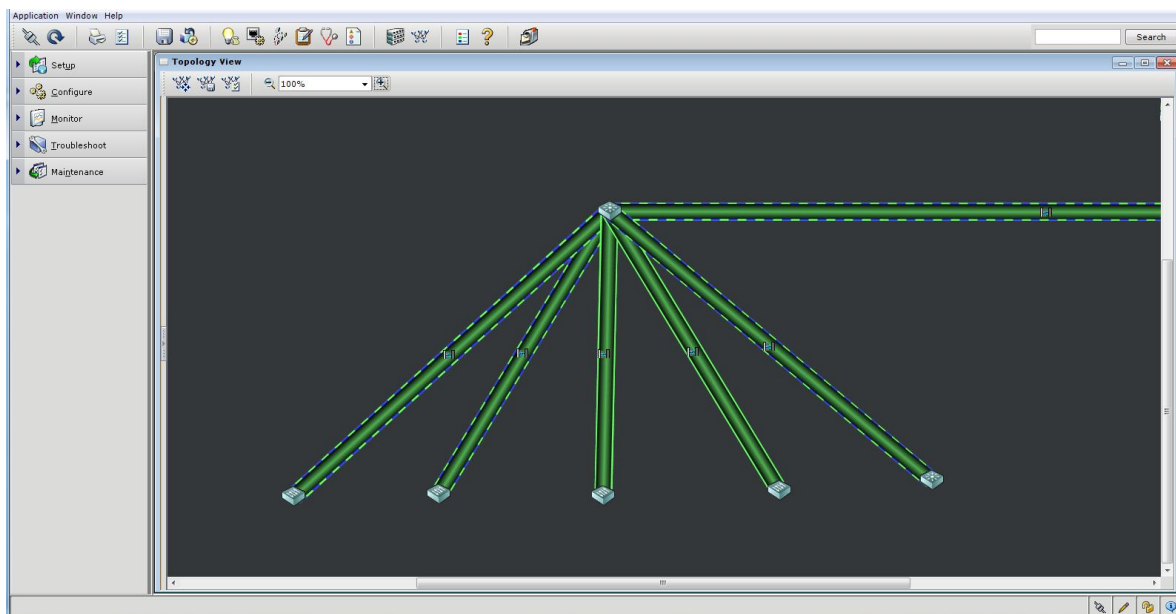 Application Window Help
Search
Setup
Configure
Monitor
Troubleshoot
Maintenance
Topology View
100%